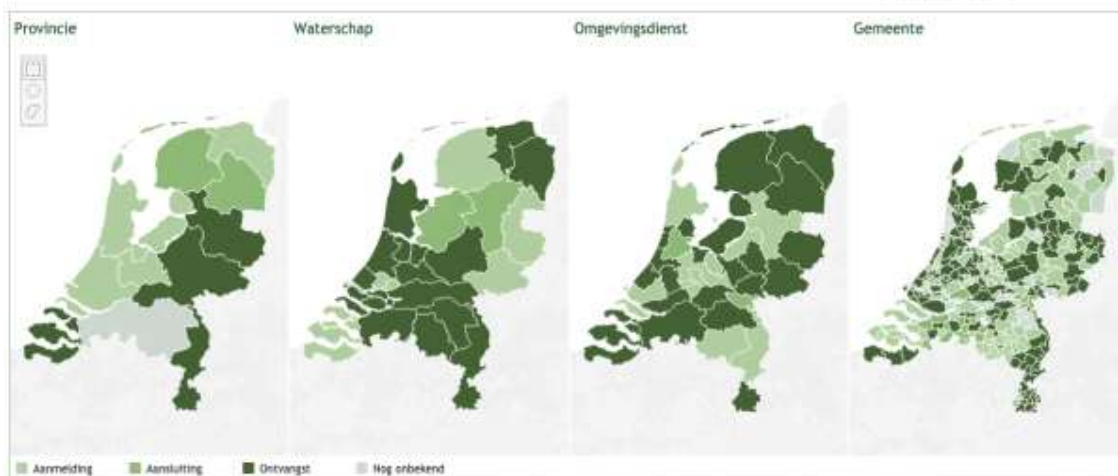 Provincie Waterschap Omgevingsdienst Gemeente
Aanmelding Aansluiting Ontvangst Nog onbekend